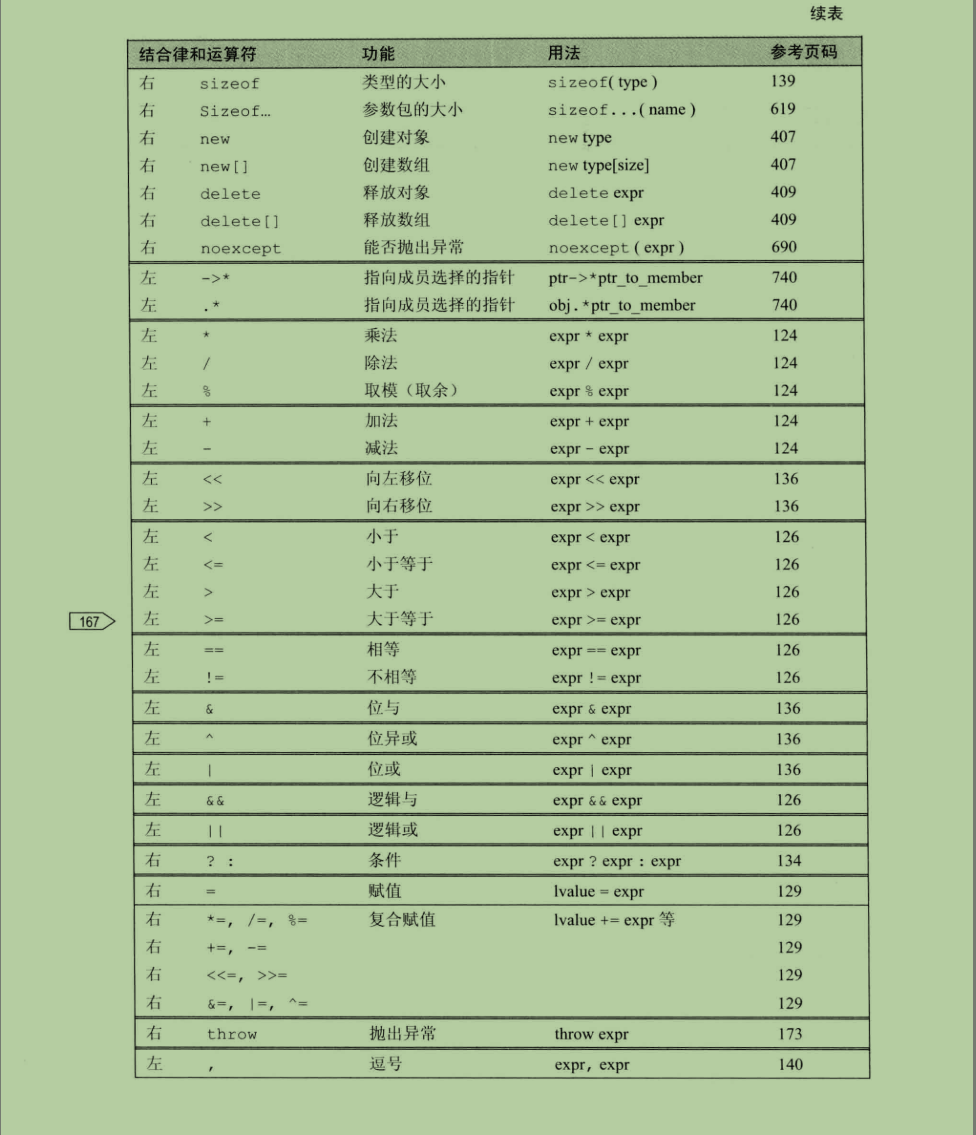 续表
结合律和运算符 功能 用法 参考页码
右 sizeof 类型的大小 sizeof( type ) 139
右 Sizeof… 参数包的大小 sizeof...( name ) 619
右 new 创建对象 new type 407
右 new[] 创建数组 new type[size] 407
右 delete 释放对象 delete expr 409
右 delete[] 释放数组 delete[] expr 409
右 noexcept 能否抛出异常 noexcept ( expr ) 690
左 ->* 指向成员选择的指针 ptr->*ptr_to_member 740
左 .* 指向成员选择的指针 obj.*ptr_to_member 740
左 * 乘法 expr * expr 124
左 / 除法 expr / expr 124
左 % 取模（取余） expr % expr 124
左 + 加法 expr + expr 124
左 - 减法 expr - expr 124
左 << 向左移位 expr << expr 136
左 >> 向右移位 expr >> expr 136
左 < 小于 expr < expr 126
左 <= 小于等于 expr <= expr 126
左 > 大于 expr > expr 126
167 左 >= 大于等于 expr >= expr 126
左 == 相等 expr == expr 126
左 != 不相等 expr != expr 126
左 & 位与 expr & expr 136
左 ^ 位异或 expr ^ expr 136
左 | 位或 expr | expr 136
左 && 逻辑与 expr && expr 126
左 || 逻辑或 expr || expr 126
右 ? : 条件 expr ? expr : expr 134
右 = 赋值 lvalue = expr 129
右 *=, /=, %= 复合赋值 lvalue += expr 等 129
右 +=, -= 129
右 <<=, >>= 129
右 &=, |=, ^= 129
右 throw 抛出异常 throw expr 173
左 , 逗号 expr, expr 140